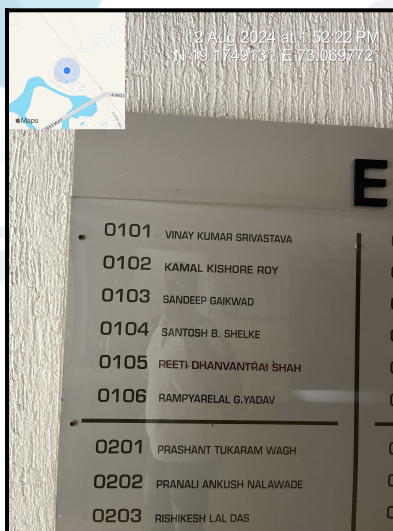 12 Aug 2024 at 1:52:22 PM
N 19.174913°, E 73.069772°
Maps
E
0101 VINAY KUMAR SRIVASTAVA
0102 KAMAL KISHORE ROY
0103 SANDEEP GAIKWAD
0104 SANTOSH B. SHELKE
0105 REETI DHANVANTRAI SHAH
0106 RAMPYARELAL G.YADAV
0201 PRASHANT TUKARAM WAGH
0202 PRANALI ANKUSH NALAWADE
0203 RISHIKESH LAL DAS